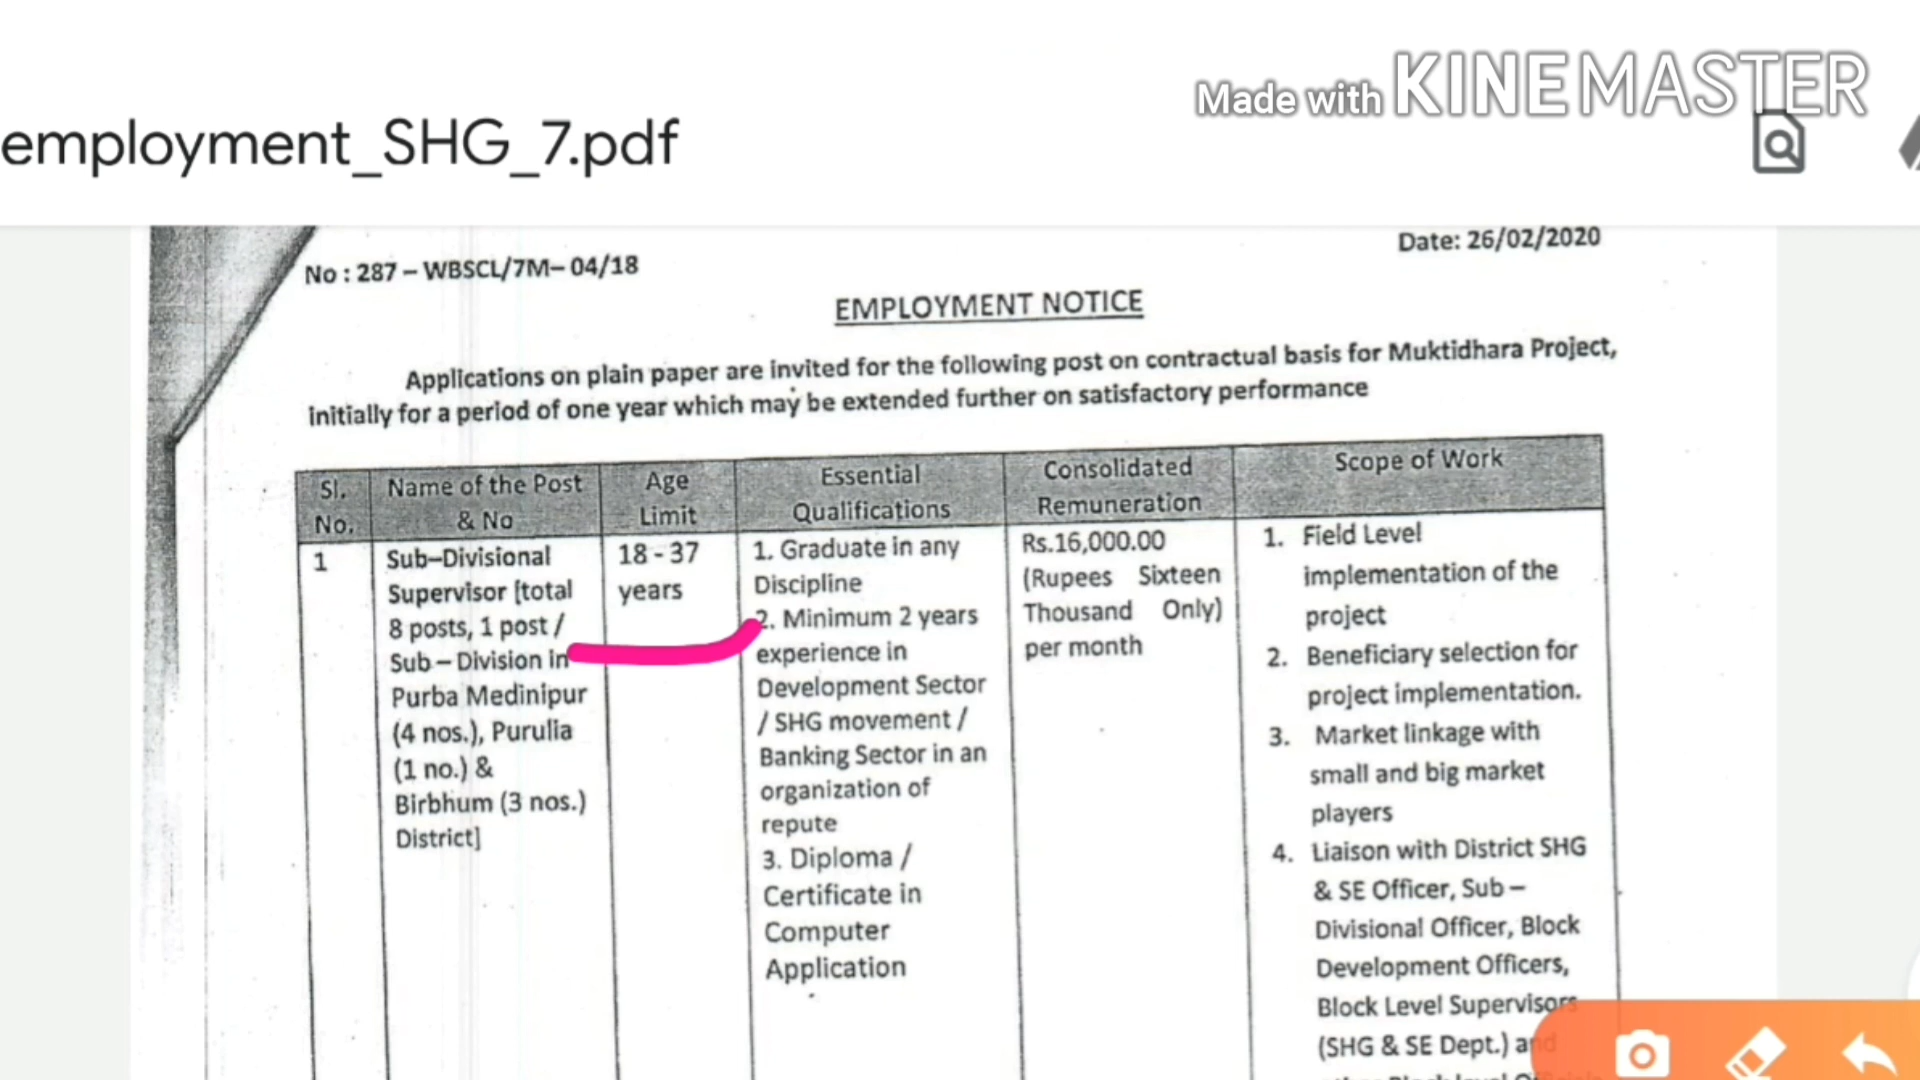 Made with KINEMASTER
employment_SHG_7.pdf
No : 287 – WBSCL/7M– 04/18
Date: 26/02/2020
EMPLOYMENT NOTICE
Applications on plain paper are invited for the following post on contractual basis for Muktidhara Project,
initially for a period of one year which may be extended further on satisfactory performance
Sl.
No.
Name of the Post
& No
Age
Limit
Essential
Qualifications
Consolidated
Remuneration
Scope of Work
1
Sub–Divisional
Supervisor [total
8 posts, 1 post /
Sub – Division in
Purba Medinipur
(4 nos.), Purulia
(1 no.) &
Birbhum (3 nos.)
District]
18 - 37
years
1. Graduate in any
Discipline
2. Minimum 2 years
experience in
Development Sector
/ SHG movement /
Banking Sector in an
organization of
repute
3. Diploma /
Certificate in
Computer
Application
Rs.16,000.00
(Rupees Sixteen
Thousand Only)
per month
1. Field Level
implementation of the
project
2. Beneficiary selection for
project implementation.
3. Market linkage with
small and big market
players
4. Liaison with District SHG
& SE Officer, Sub –
Divisional Officer, Block
Development Officers,
Block Level Supervisors
(SHG & SE Dept.) and